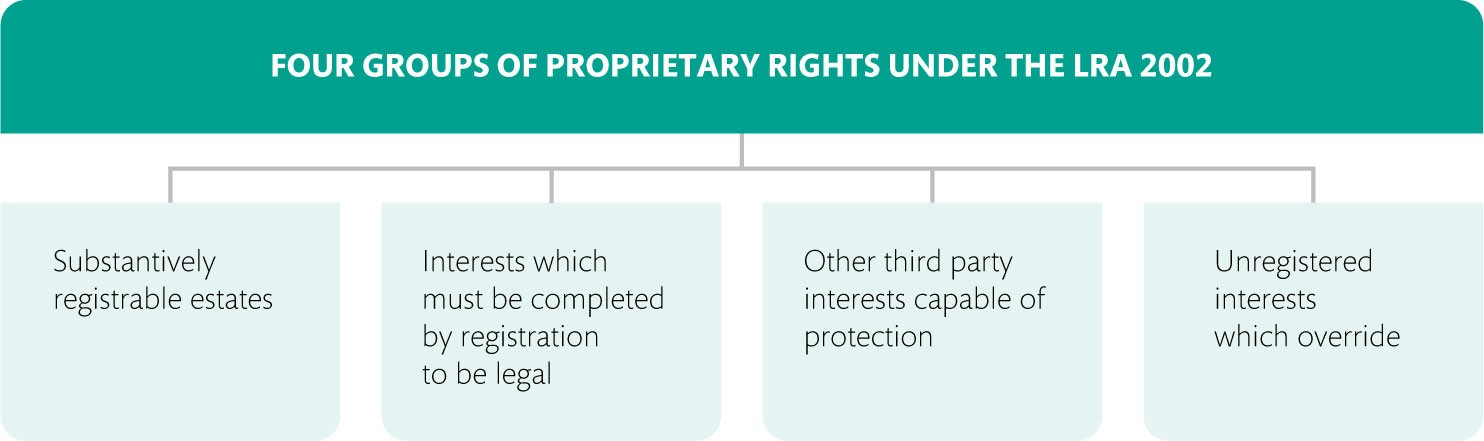 FOUR GROUPS OF PROPRIETARY RIGHTS UNDER THE LRA 2002
Substantively
registrable estates
Interests which
must be completed
by registration
to be legal
Other third party
interests capable of
protection
Unregistered
interests
which override